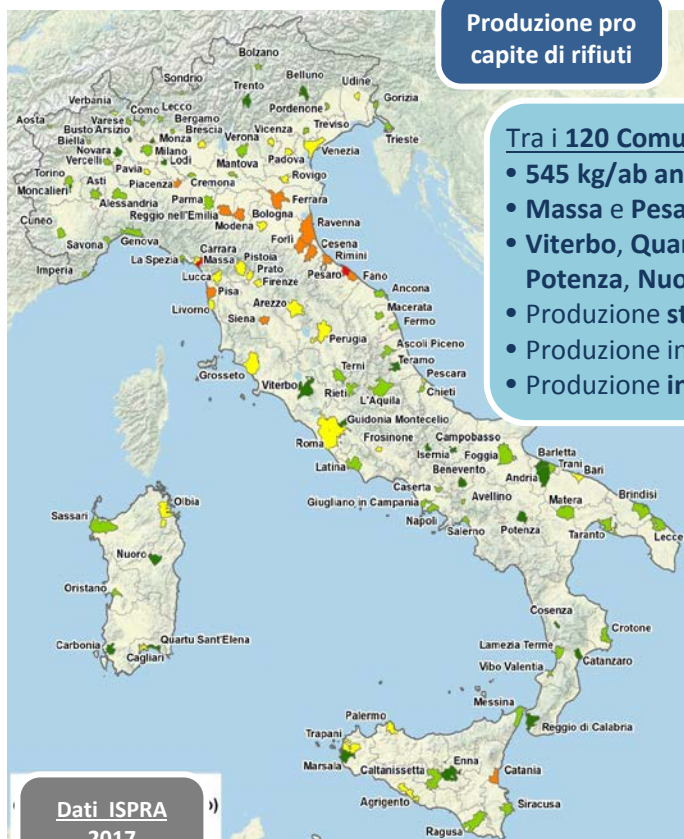 Produzione pro
capite di rifiuti
Tra i 120 Comu
• 545 kg/ab an
• Massa e Pesa
• Viterbo, Quar
Potenza, Nuo
• Produzione st
• Produzione in
• Produzione in
Bolzano
Sondrio
Trento
Belluno
Udine
Verbania
Como
Lecco
Pordenone
Gorizia
Aosta
Varese
Bergamo
Vicenza
Treviso
Busto Arsizio
Brescia
Verona
Trieste
Biella
Monza
Novara
Milano
Padova
Venezia
Vercelli
Lodi
Mantova
Torino
Pavia
Rovigo
Moncalieri
Asti
Piacenza
Cremona
Alessandria
Parma
Ferrara
Cuneo
Reggio nell'Emilia
Bologna
Ravenna
Modena
Savona
Genova
Forlì
Cesena
Carrara
Rimini
La Spezia
Massa
Pistoia
Imperia
Prato
Pesaro
Fano
Lucca
Firenze
Pisa
Ancona
Arezzo
Macerata
Livorno
Fermo
Siena
Perugia
Ascoli Piceno
Teramo
Grosseto
Terni
Pescara
Viterbo
Rieti
L'Aquila
Chieti
Guidonia Montecelio
Roma
Frosinone
Campobasso
Isernia
Foggia
Barletta
Latina
Benevento
Trani
Bari
Andria
Caserta
Avellino
Matera
Brindisi
Giugliano in Campania
Napoli
Salerno
Potenza
Taranto
Lecce
Olbia
Sassari
Nuoro
Oristano
Cosenza
Crotone
Carbonia
Quartu Sant'Elena
Cagliari
Lamezia Terme
Catanzaro
Vibo Valentia
Messina
Palermo
Reggio di Calabria
Trapani
Marsala
Enna
Caltanissetta
Catania
Agrigento
Siracusa
Ragusa
Dati ISPRA
2017
)